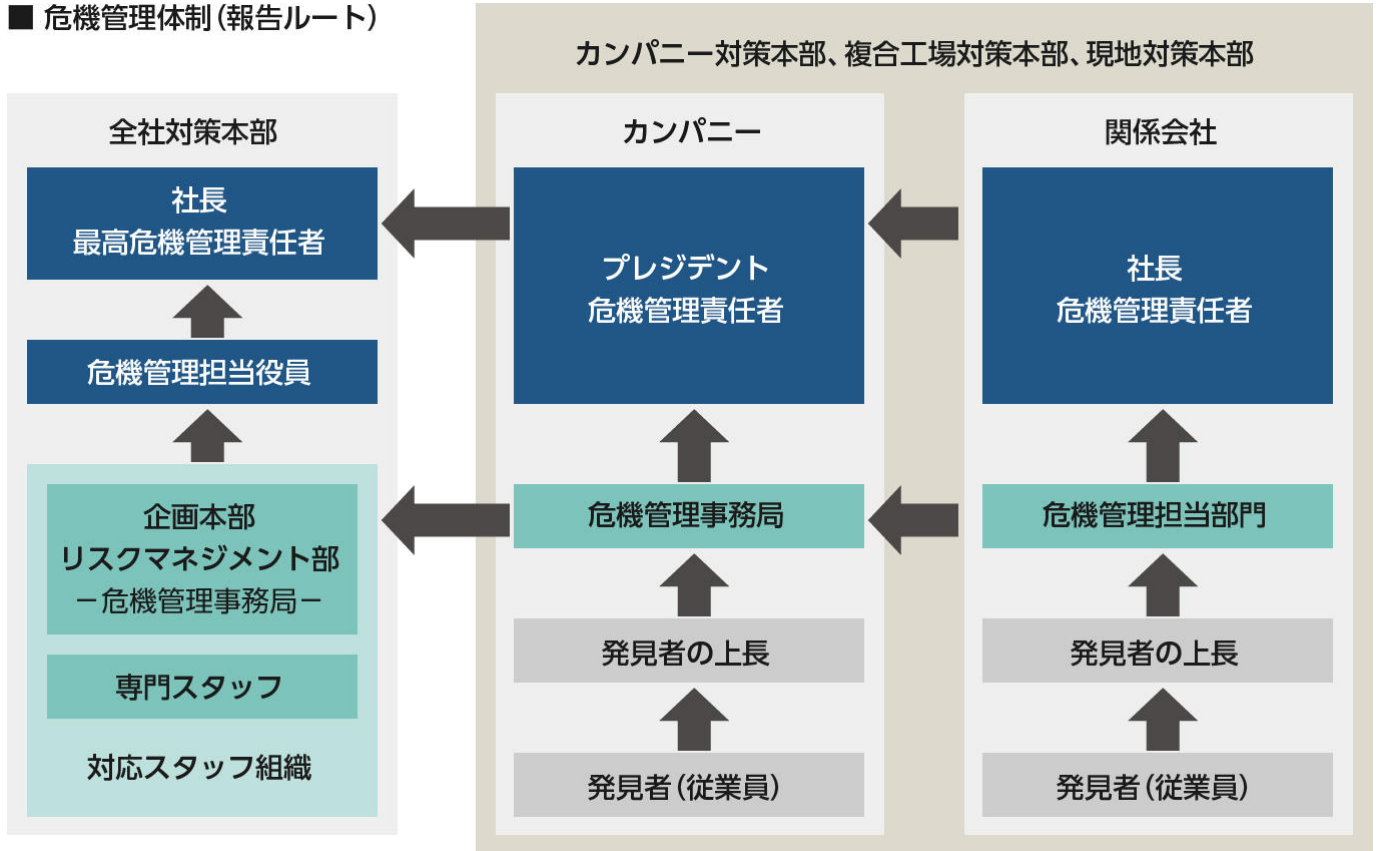 ■ 危機管理体制(報告ルート)
カンパニー対策本部、複合工場対策本部、現地対策本部
全社対策本部
社長
最高危機管理責任者
危機管理担当役員
企画本部
リスクマネジメント部
－危機管理事務局－
専門スタッフ
対応スタッフ組織
カンパニー
プレジデント
危機管理責任者
危機管理事務局
発見者の上長
発見者(従業員)
関係会社
社長
危機管理責任者
危機管理担当部門
発見者の上長
発見者(従業員)